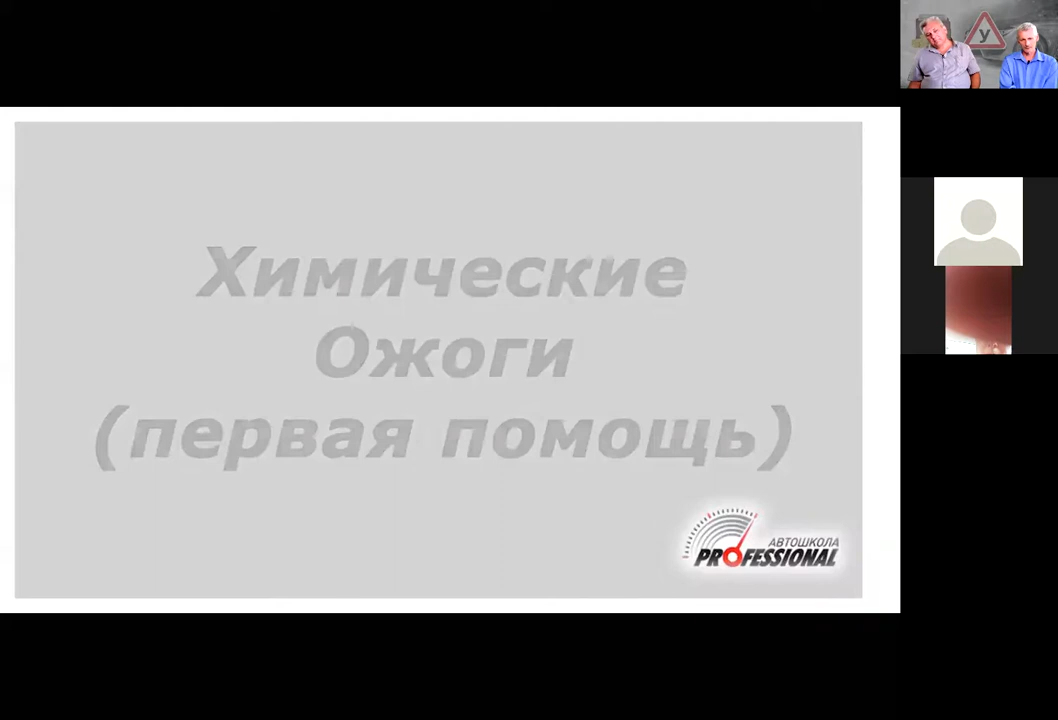 У
Химические
Ожоги
(первая помощь)
АВТОШКОЛА
PROFESSIONAL